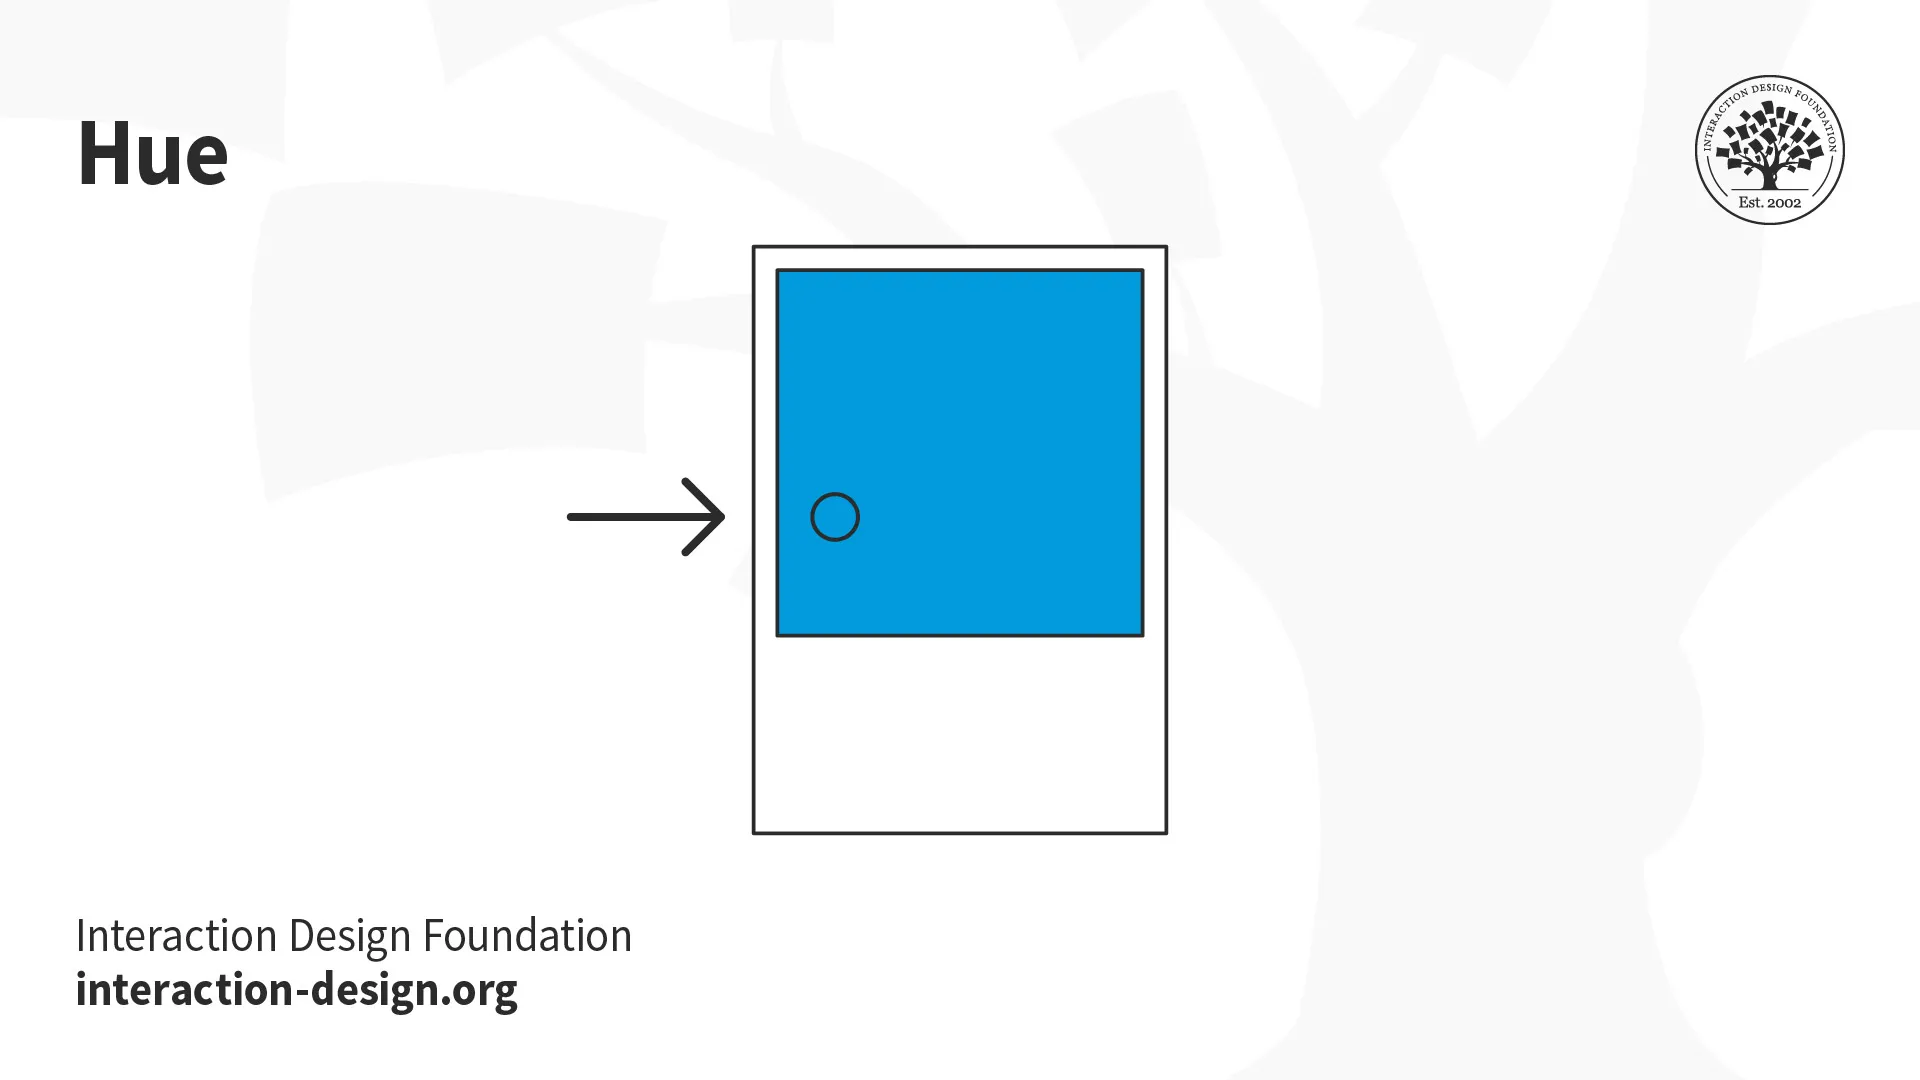 Hue
INTERACTION DESIGN FOUNDATION
Est. 2002
Interaction Design Foundation
interaction-design.org